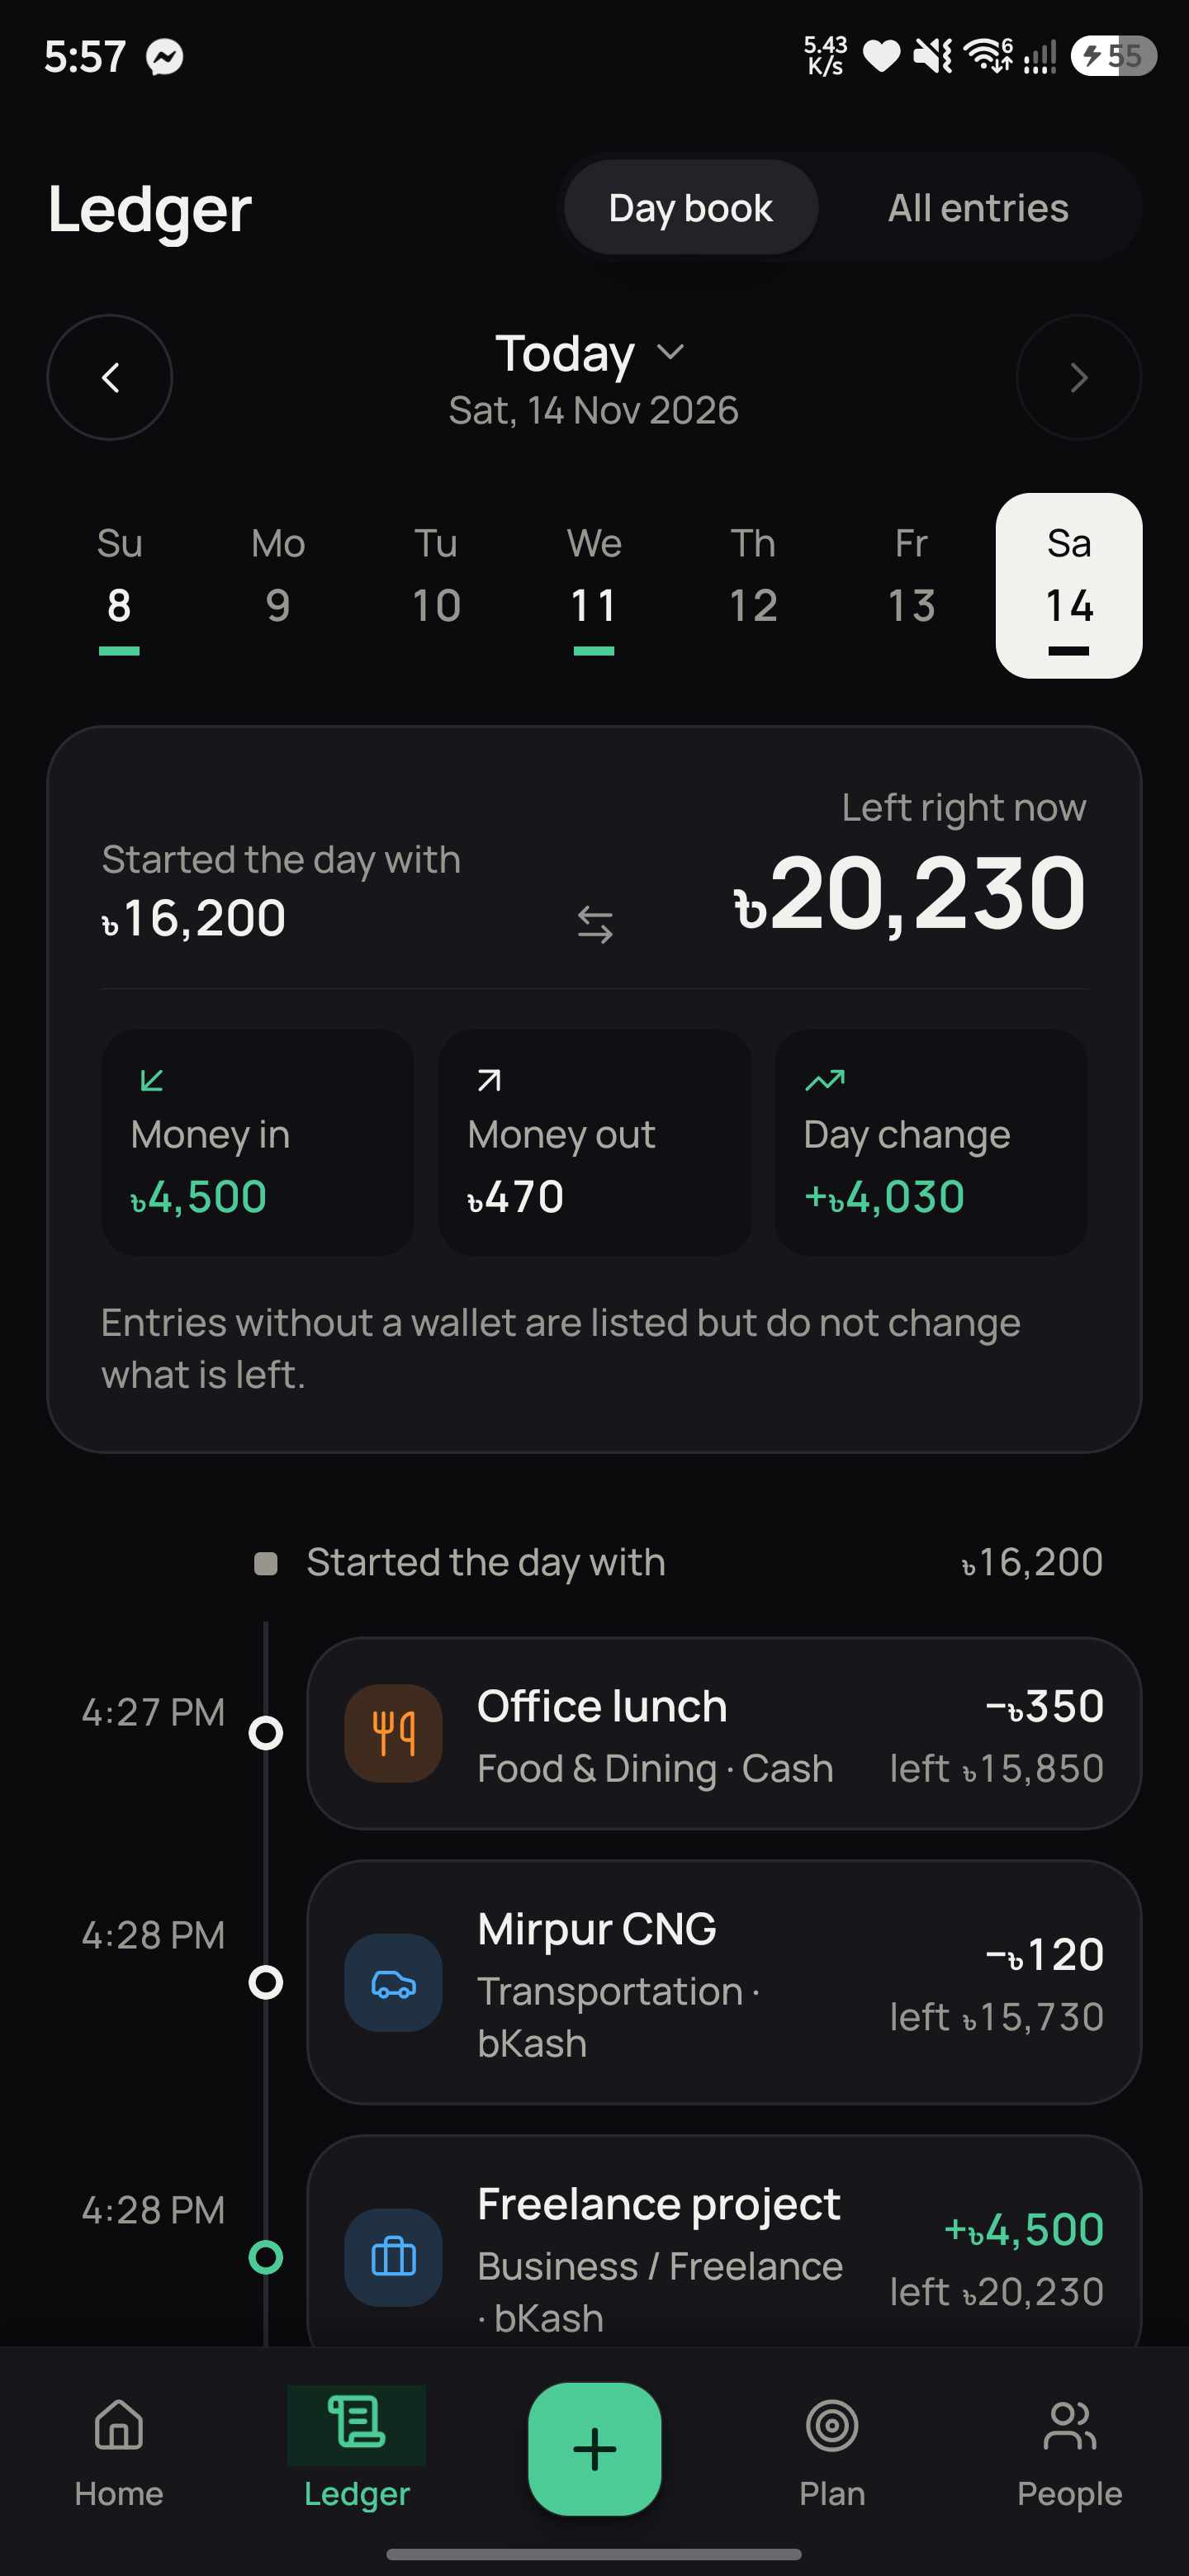 5:57
5.43 K/s
6
55
Ledger
Day book
All entries
Today
Sat, 14 Nov 2026
Su Mo Tu We Th Fr Sa
8 9 10 11 12 13 14
Left right now
Started the day with
৳20,230
৳16,200
Money in
Money out
Day change
৳4,500
৳470
+৳4,030
Entries without a wallet are listed but do not change
what is left.
Started the day with ৳16,200
4:27 PM
Office lunch
−৳350
Food & Dining · Cash
left ৳15,850
4:28 PM
Mirpur CNG
−৳120
Transportation ·
bKash
left ৳15,730
4:28 PM
Freelance project
+৳4,500
Business / Freelance
· bKash
left ৳20,230
Home
Ledger
Plan
People